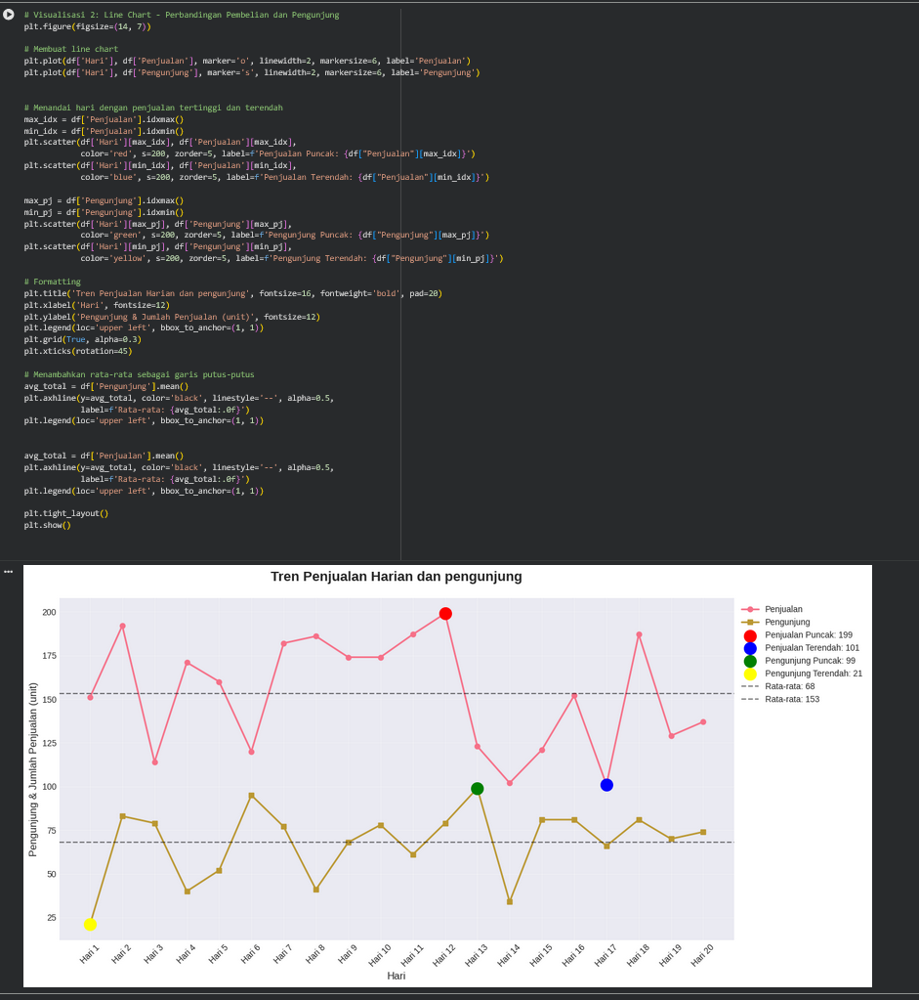 # Visualisasi 2: Line Chart - Perbandingan Pembelian dan Pengunjung
plt.figure(figsize=(14, 7))
# Membuat line chart
plt.plot(df['Hari'], df['Penjualan'], marker='o', linewidth=2, markersize=6, label='Penjualan')
plt.plot(df['Hari'], df['Pengunjung'], marker='s', linewidth=2, markersize=6, label='Pengunjung')
# Menandai hari dengan penjualan tertinggi dan terendah
max_idx = df['Penjualan'].idxmax()
min_idx = df['Penjualan'].idxmin()
plt.scatter(df['Hari'][max_idx], df['Penjualan'][max_idx],
color='red', s=200, zorder=5, label=f'Penjualan Puncak: {df["Penjualan"][max_idx]}')
plt.scatter(df['Hari'][min_idx], df['Penjualan'][min_idx],
color='blue', s=200, zorder=5, label=f'Penjualan Terendah: {df["Penjualan"][min_idx]}')
max_pj = df['Pengunjung'].idxmax()
min_pj = df['Pengunjung'].idxmin()
plt.scatter(df['Hari'][max_pj], df['Pengunjung'][max_pj],
color='green', s=200, zorder=5, label=f'Pengunjung Puncak: {df["Pengunjung"][max_pj]}')
plt.scatter(df['Hari'][min_pj], df['Pengunjung'][min_pj],
color='yellow', s=200, zorder=5, label=f'Pengunjung Terendah: {df["Pengunjung"][min_pj]}')
# Formatting
plt.title('Tren Penjualan Harian dan pengunjung', fontsize=16, fontweight='bold', pad=20)
plt.xlabel('Hari', fontsize=12)
plt.ylabel('Pengunjung & Jumlah Penjualan (unit)', fontsize=12)
plt.legend(loc='upper left', bbox_to_anchor=(1, 1))
plt.grid(True, alpha=0.3)
plt.xticks(rotation=45)
# Menambahkan rata-rata sebagai garis putus-putus
avg_total = df['Pengunjung'].mean()
plt.axhline(y=avg_total, color='black', linestyle='--', alpha=0.5,
label=f'Rata-rata: {avg_total:.0f}')
plt.legend(loc='upper left', bbox_to_anchor=(1, 1))
avg_total = df['Penjualan'].mean()
plt.axhline(y=avg_total, color='black', linestyle='--', alpha=0.5,
label=f'Rata-rata: {avg_total:.0f}')
plt.legend(loc='upper left', bbox_to_anchor=(1, 1))
plt.tight_layout()
plt.show()
Tren Penjualan Harian dan pengunjung
Pengunjung & Jumlah Penjualan (unit)
200
175
150
125
100
75
50
25
Hari 1
Hari 2
Hari 3
Hari 4
Hari 5
Hari 6
Hari 7
Hari 8
Hari 9
Hari 10
Hari 11
Hari 12
Hari 13
Hari 14
Hari 15
Hari 16
Hari 17
Hari 18
Hari 19
Hari 20
Hari
Penjualan
Pengunjung
Penjualan Puncak: 199
Penjualan Terendah: 101
Pengunjung Puncak: 99
Pengunjung Terendah: 21
Rata-rata: 68
Rata-rata: 153